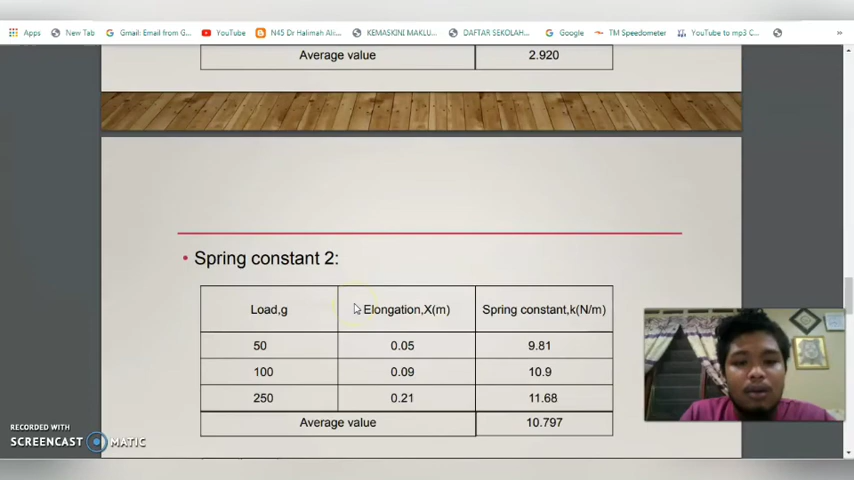 Apps New Tab Gmail: Email from G... YouTube N45 Dr Halimah Ali:... KEMASKINI MAKLU... DAFTAR SEKOLAH... Google TM Speedometer YouTube to mp3 C... »
Average value 2.920
• Spring constant 2:
Load,g Elongation,X(m) Spring constant,k(N/m)
50 0.05 9.81
100 0.09 10.9
250 0.21 11.68
Average value 10.797
RECORDED WITH
SCREENCAST MATIC